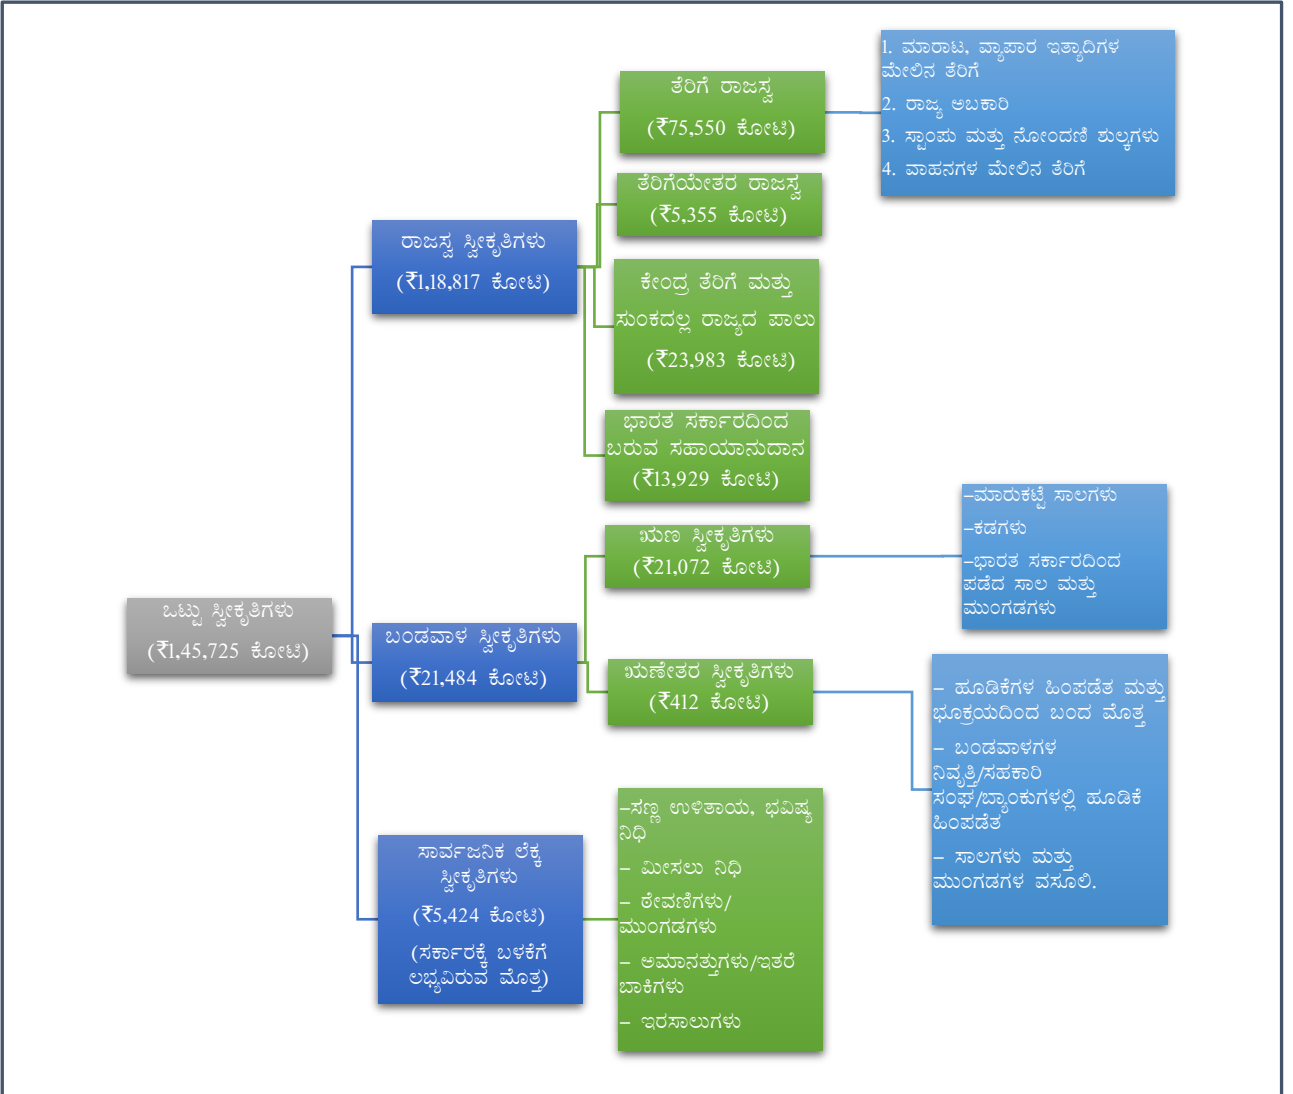 ಒಟ್ಟು ಸ್ವೀಕೃತಿಗಳು
(₹1,45,725 ಕೋಟಿ)
ರಾಜಸ್ವ ಸ್ವೀಕೃತಿಗಳು
(₹1,18,817 ಕೋಟಿ)
ತೆರಿಗೆ ರಾಜಸ್ವ
(₹75,550 ಕೋಟಿ)
1. ಮಾರಾಟ, ವ್ಯಾಪಾರ ಇತ್ಯಾದಿಗಳ
ಮೇಲಿನ ತೆರಿಗೆ
2. ರಾಜ್ಯ ಅಬಕಾರಿ
3. ಸ್ಟಾಂಪು ಮತ್ತು ನೋಂದಣಿ ಶುಲ್ಕಗಳು
4. ವಾಹನಗಳ ಮೇಲಿನ ತೆರಿಗೆ
ತೆರಿಗೆಯೇತರ ರಾಜಸ್ವ
(₹5,355 ಕೋಟಿ)
ಕೇಂದ್ರ ತೆರಿಗೆ ಮತ್ತು
ಸುಂಕದಲ್ಲಿ ರಾಜ್ಯದ ಪಾಲು
(₹23,983 ಕೋಟಿ)
ಭಾರತ ಸರ್ಕಾರದಿಂದ
ಬರುವ ಸಹಾಯಾನುದಾನ
(₹13,929 ಕೋಟಿ)
ಬಂಡವಾಳ ಸ್ವೀಕೃತಿಗಳು
(₹21,484 ಕೋಟಿ)
ಋಣ ಸ್ವೀಕೃತಿಗಳು
(₹21,072 ಕೋಟಿ)
–ಮಾರುಕಟ್ಟೆ ಸಾಲಗಳು
–ಕಡಗಳು
–ಭಾರತ ಸರ್ಕಾರದಿಂದ
ಪಡೆದ ಸಾಲ ಮತ್ತು
ಮುಂಗಡಗಳು
ಋಣೇತರ ಸ್ವೀಕೃತಿಗಳು
(₹412 ಕೋಟಿ)
– ಹೂಡಿಕೆಗಳ ಹಿಂಪಡೆತ ಮತ್ತು
ಭೂಕ್ರಯದಿಂದ ಬಂದ ಮೊತ್ತ
– ಬಂಡವಾಳಗಳ
ನಿವೃತ್ತಿ/ಸಹಕಾರಿ
ಸಂಘ/ಬ್ಯಾಂಕುಗಳಲ್ಲಿ ಹೂಡಿಕೆ
ಹಿಂಪಡೆತ
– ಸಾಲಗಳು ಮತ್ತು
ಮುಂಗಡಗಳ ವಸೂಲಿ.
ಸಾರ್ವಜನಿಕ ಲೆಕ್ಕ
ಸ್ವೀಕೃತಿಗಳು
(₹5,424 ಕೋಟಿ)
(ಸರ್ಕಾರಕ್ಕೆ ಬಳಕೆಗೆ
ಲಭ್ಯವಿರುವ ಮೊತ್ತ)
–ಸಣ್ಣ ಉಳಿತಾಯ, ಭವಿಷ್ಯ
ನಿಧಿ
– ಮೀಸಲು ನಿಧಿ
– ಠೇವಣಿಗಳು/
ಮುಂಗಡಗಳು
– ಅಮಾನತ್ತುಗಳು/ಇತರೆ
ಬಾಕಿಗಳು
– ಇರಸಾಲುಗಳು